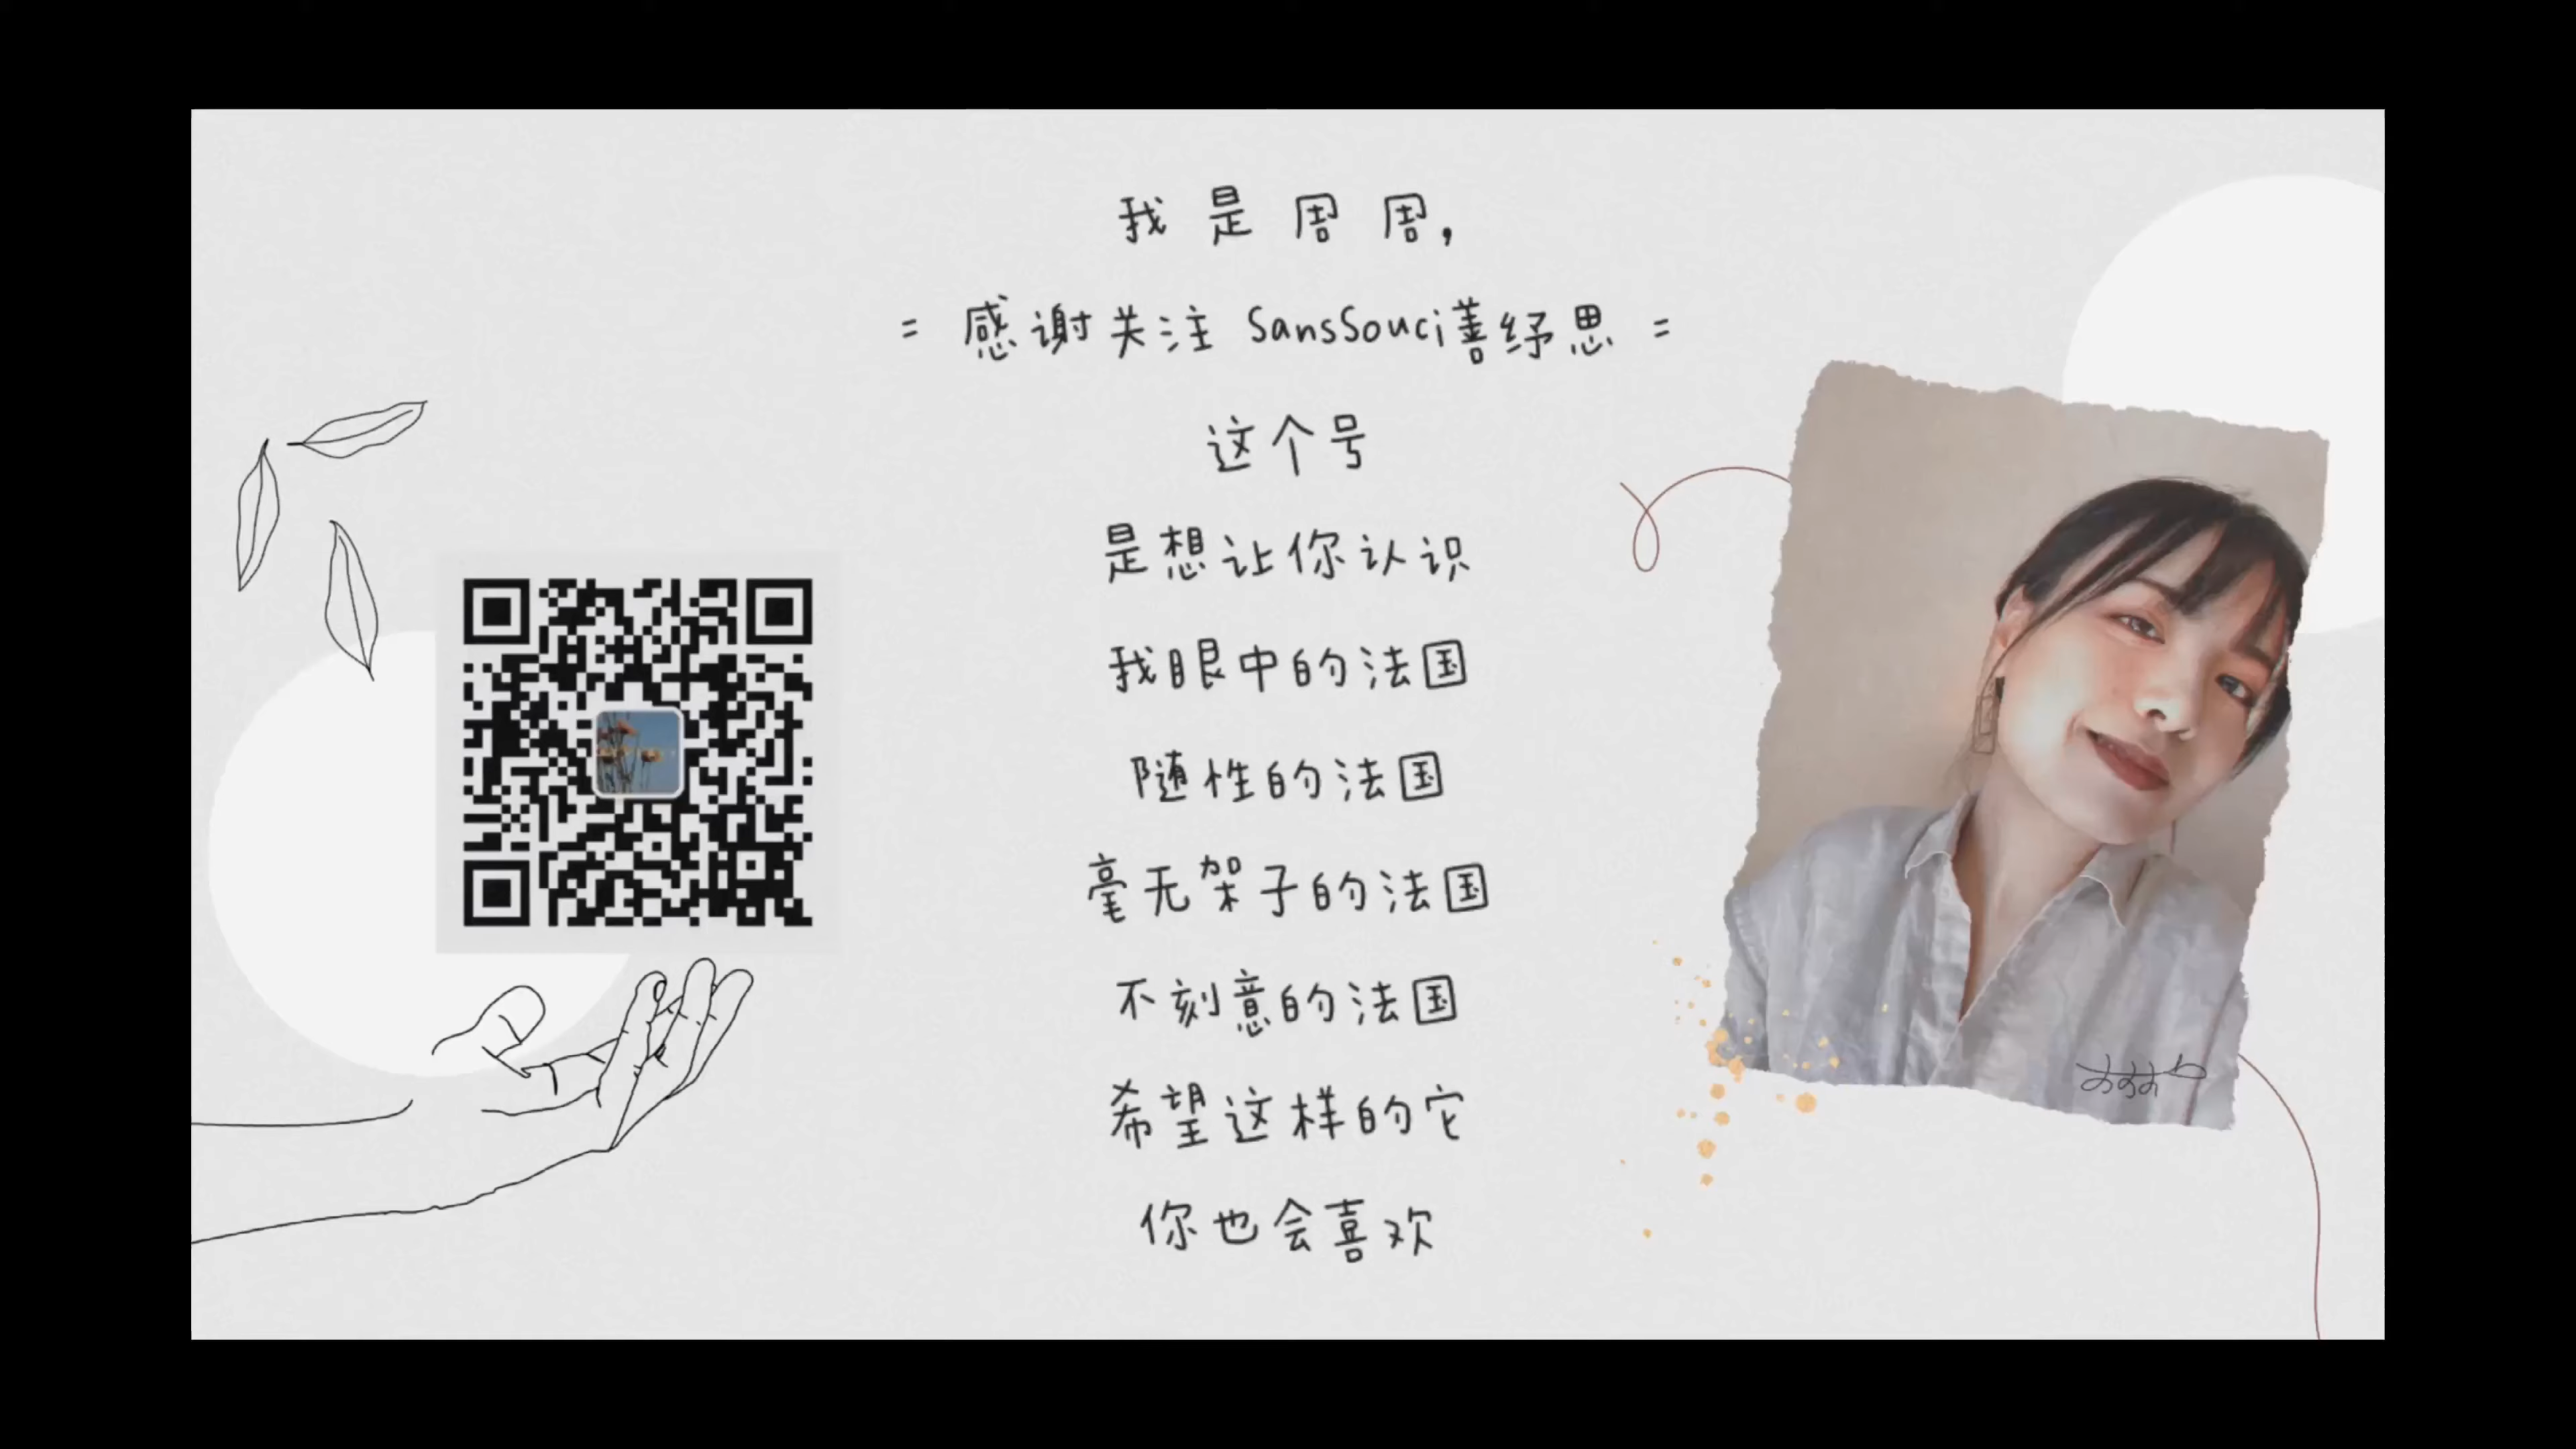 我是周周，
= 感谢关注 SansSouci善纾思 =
这个号
是想让你认识
我眼中的法国
随性的法国
毫无架子的法国
不刻意的法国
希望这样的它
你也会喜欢